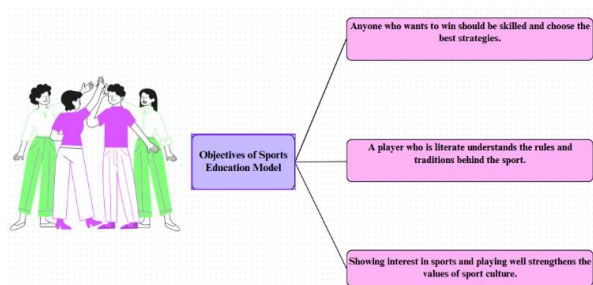 Anyone who wants to win should be skilled and choose the
best strategies.
Objectives of Sports
Education Model
A player who is literate understands the rules and
traditions behind the sport.
Showing interest in sports and playing well strengthens the
values of sport culture.